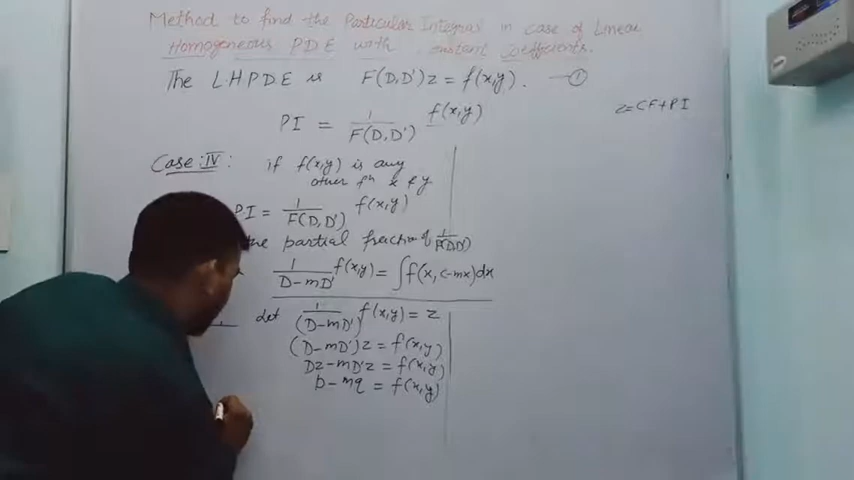 Method to find the Particular Integral in case of Linear
Homogeneous PDE with constant Coefficients.
The LHPDE is F(D,D')z = f(x,y). —①
z=CF+PI
PI = 1/F(D,D') f(x,y)
Case:IV : if f(x,y) is any
other fn x & y
P.I = 1/F(D,D') f(x,y)
the partial fraction of 1/F(D,D')
1/D-mD' f(x,y) = ∫f(x,c-mx)dx
let 1/(D-mD') f(x,y) = z
(D-mD')z = f(x,y)
Dz-mD'z = f(x,y)
p-mq = f(x,y)